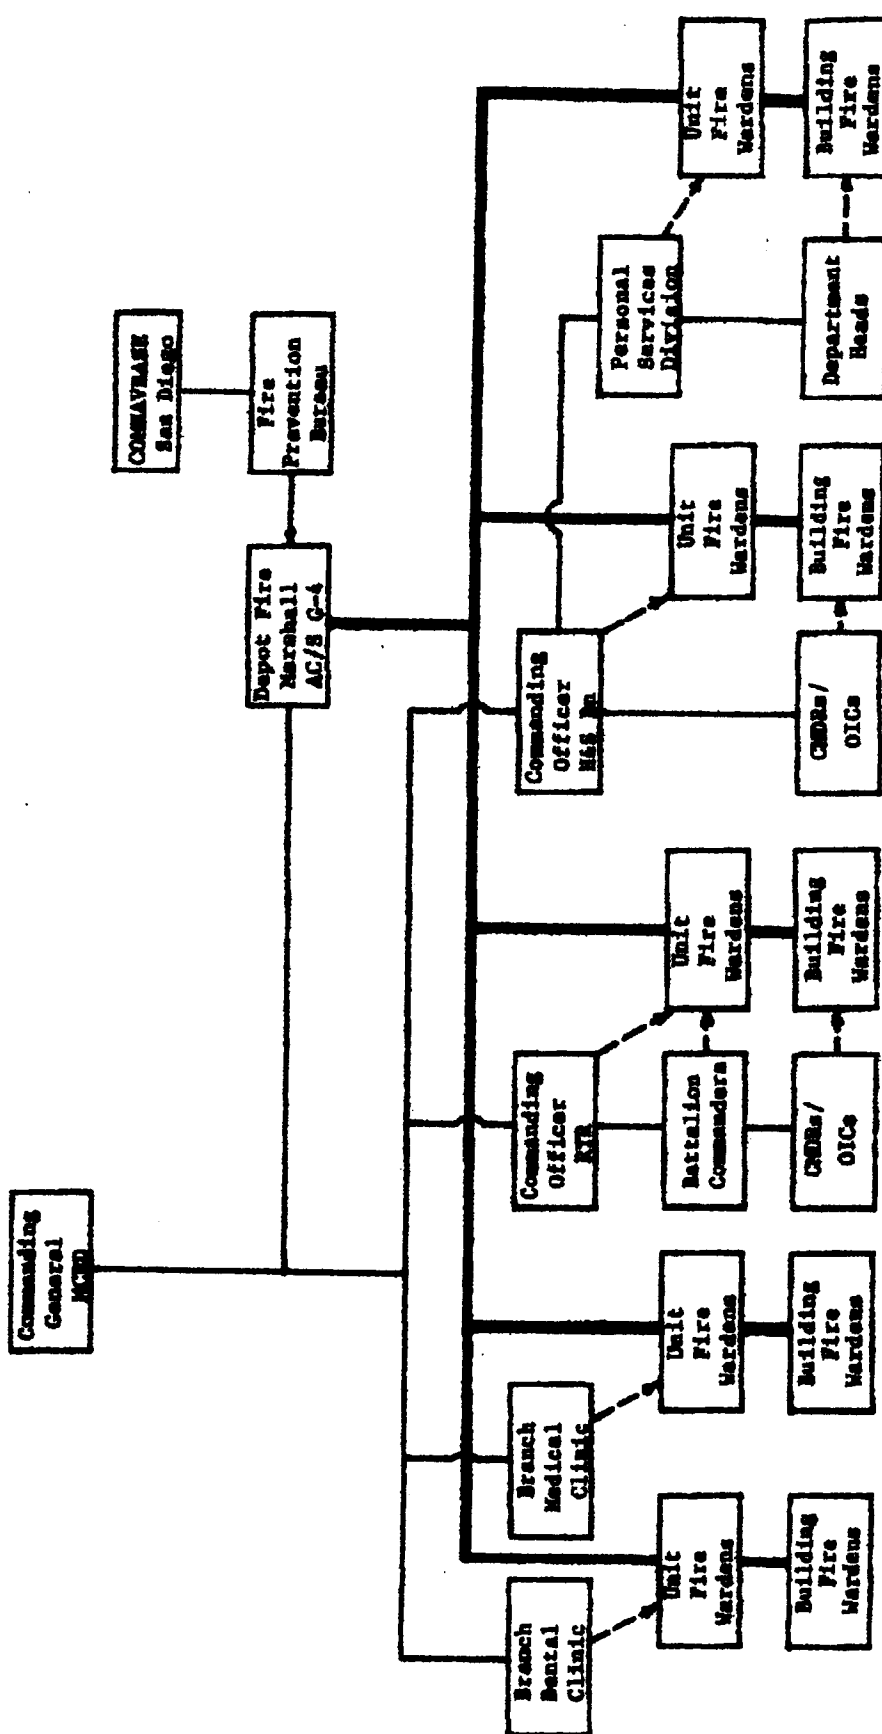 Commanding
General
MCRD
COMNAVBASE
San Diego
Fire
Prevention
Bureau
Depot Fire
Marshall
AC/S G-4
Branch
Dental
Clinic
Branch
Medical
Clinic
Commanding
Officer
RTR
Commanding
Officer
H&S Bn
Personal
Services
Division
Unit
Fire
Wardens
Unit
Fire
Wardens
Battalion
Commanders
Unit
Fire
Wardens
Unit
Fire
Wardens
Unit
Fire
Wardens
Building
Fire
Wardens
Building
Fire
Wardens
CMDRs/
OICs
Building
Fire
Wardens
CMDRs/
OICs
Building
Fire
Wardens
Department
Heads
Building
Fire
Wardens